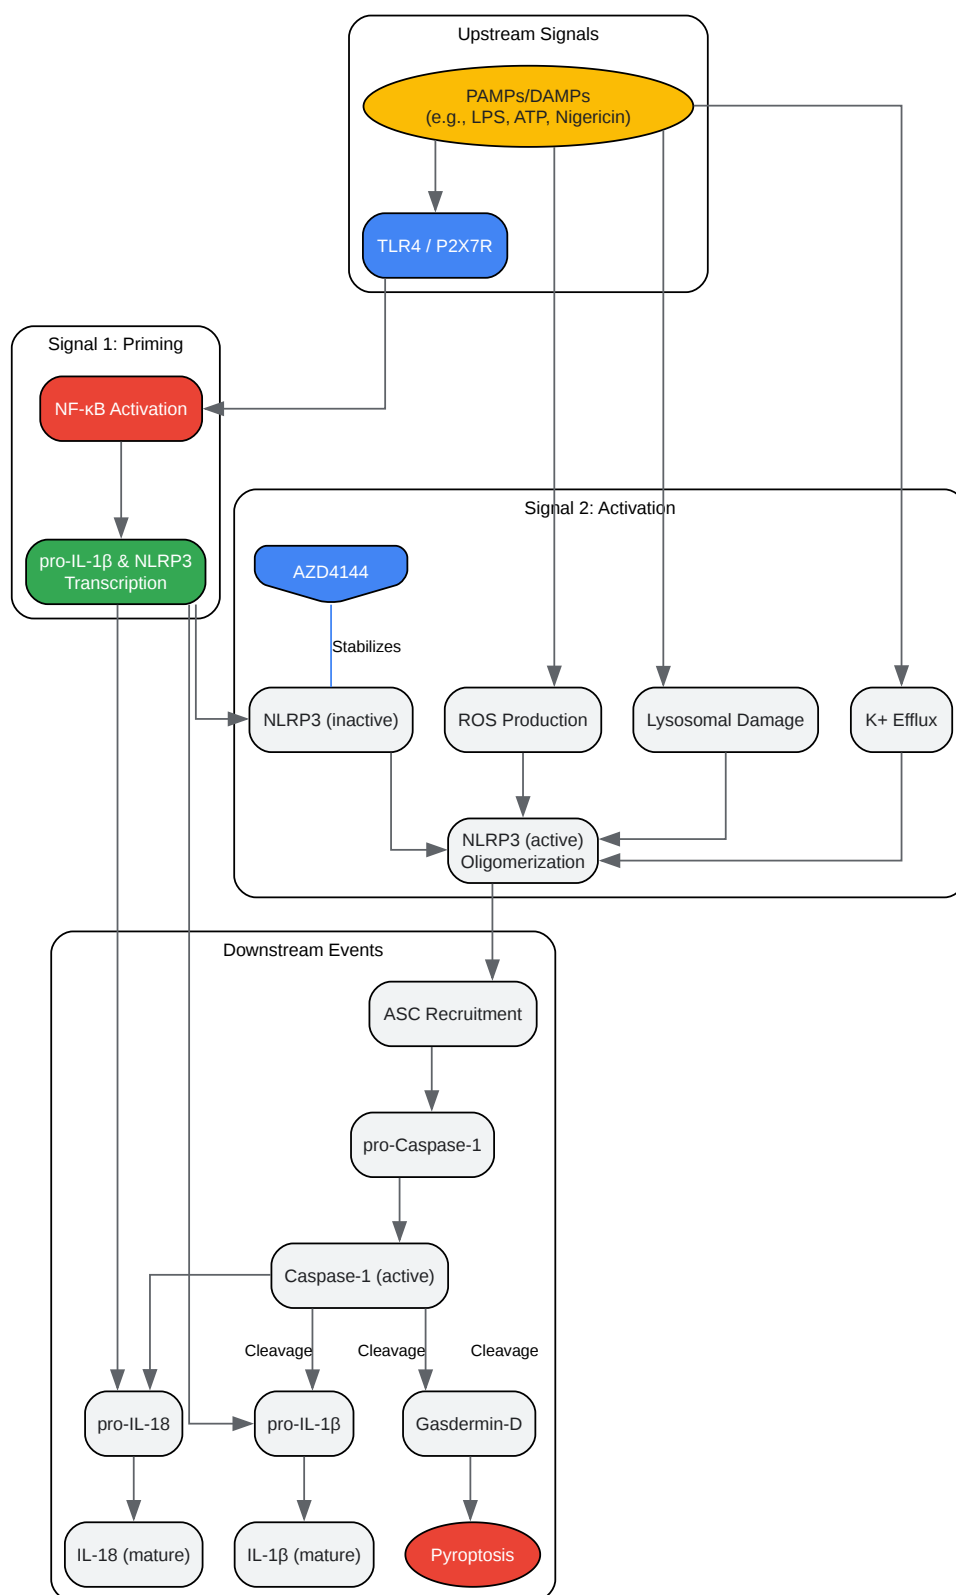 Upstream Signals
PAMPs/DAMPs
(e.g., LPS, ATP, Nigericin)
TLR4 / P2X7R
Signal 1: Priming
NF-κB Activation
pro-IL-1β & NLRP3
Transcription
Signal 2: Activation
AZD4144
Stabilizes
NLRP3 (inactive)
ROS Production
Lysosomal Damage
K+ Efflux
NLRP3 (active)
Oligomerization
Downstream Events
ASC Recruitment
pro-Caspase-1
Caspase-1 (active)
Cleavage
Cleavage
Cleavage
pro-IL-18
pro-IL-1β
Gasdermin-D
IL-18 (mature)
IL-1β (mature)
Pyroptosis